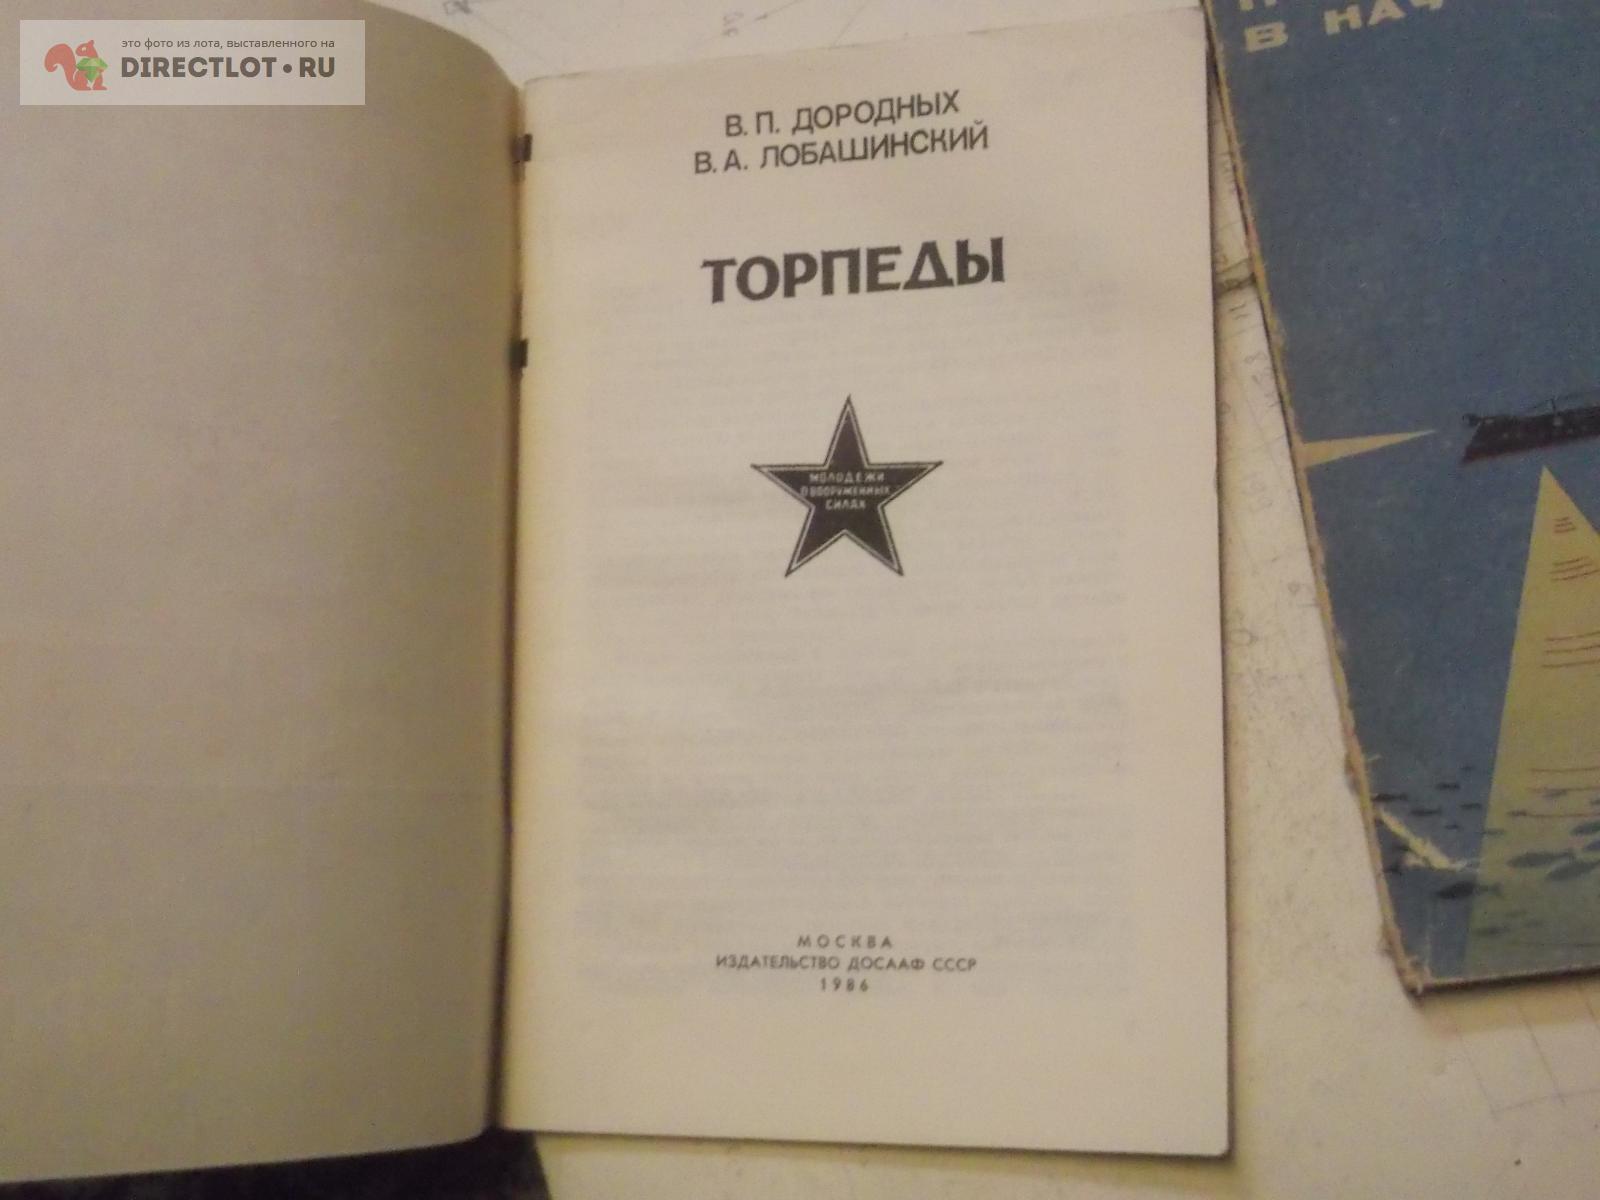 это фото из лота, выставленного на
DIRECTLOT•RU
В. П. ДОРОДНЫХ
В. А. ЛОБАШИНСКИЙ
ТОРПЕДЫ
МОЛОДЕЖИ
О ВООРУЖЕННЫХ
СИЛАХ
МОСКВА
ИЗДАТЕЛЬСТВО ДОСААФ СССР
1986
В НАУ